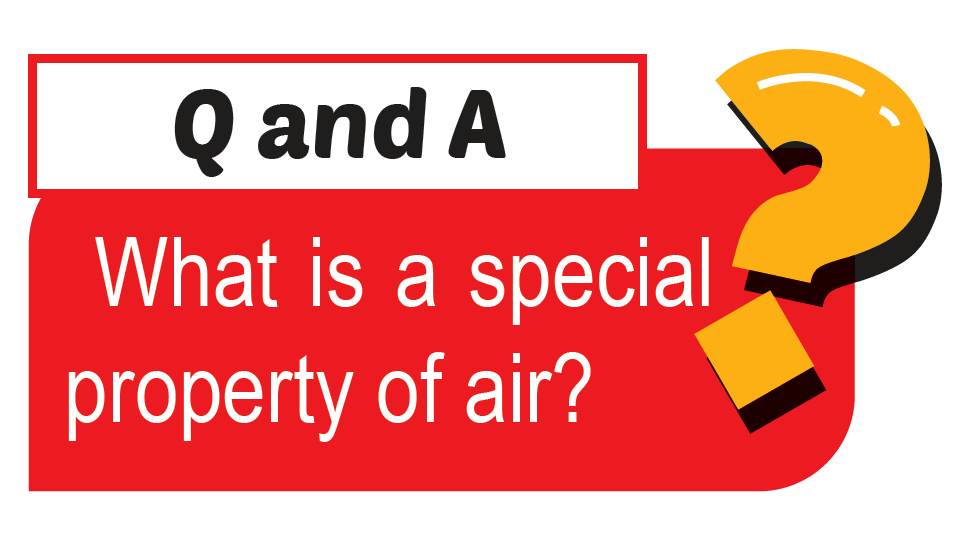 Q and A
What is a special
property of air?